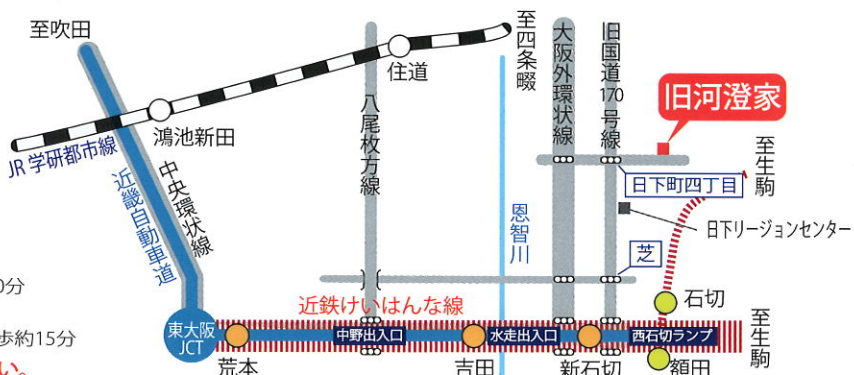 至吹田
JR学研都市線
鴻池新田
住道
至四条畷
近畿自動車道
中央環状線
八尾枚方線
恩智川
大阪外環状線
旧国道170号線
旧河澄家
至生駒
日下町四丁目
日下リージョンセンター
芝
石切
0分
歩約15分
い。
近鉄けいはんな線
東大阪
JCT
荒本
中野出入口
吉田
水走出入口
新石切
西石切ランプ
額田
至生駒